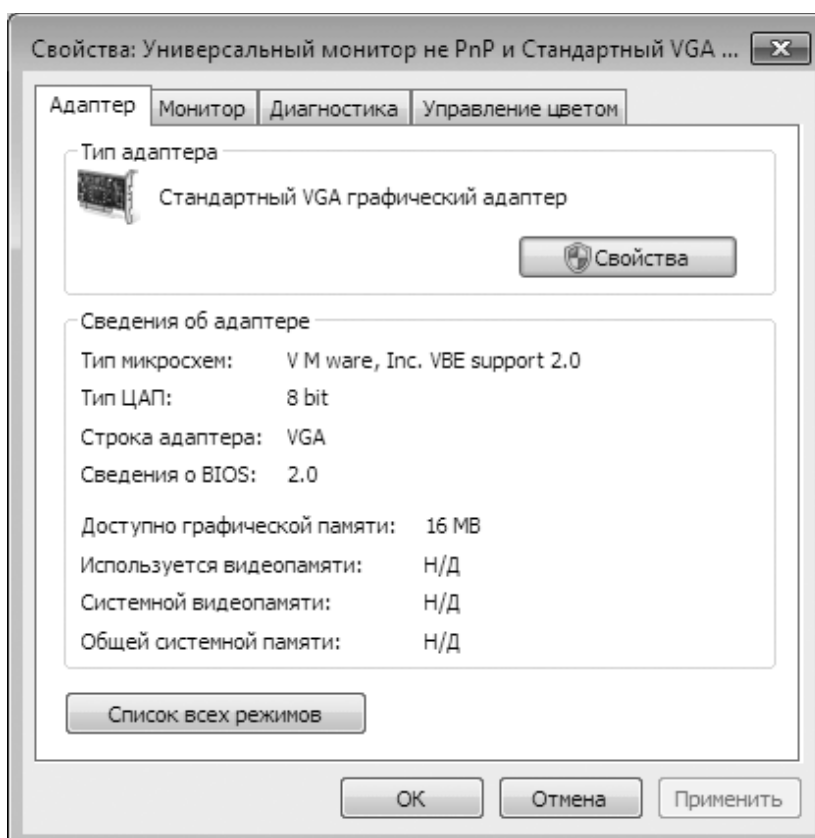 Свойства: Универсальный монитор не PnP и Стандартный VGA ...
Адаптер Монитор Диагностика Управление цветом
Тип адаптера
Стандартный VGA графический адаптер
Свойства
Сведения об адаптере
Тип микросхем: V M ware, Inc. VBE support 2.0
Тип ЦАП: 8 bit
Строка адаптера: VGA
Сведения о BIOS: 2.0
Доступно графической памяти: 16 MB
Используется видеопамяти: Н/Д
Системной видеопамяти: Н/Д
Общей системной памяти: Н/Д
Список всех режимов
ОК Отмена Применить